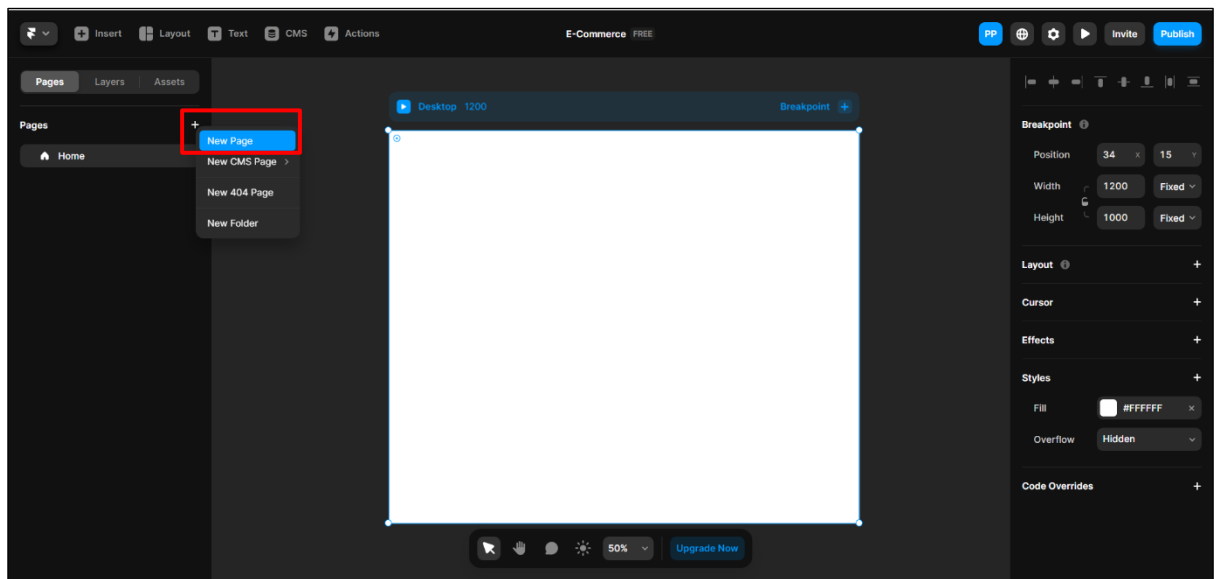 Insert Layout Text CMS Actions E-Commerce FREE PP Invite Publish
Pages Layers Assets
Pages
Home
New Page
New CMS Page
New 404 Page
New Folder
Desktop 1200 Breakpoint
Breakpoint
Position 34 X 15 Y
Width 1200 Fixed
Height 1000 Fixed
Layout
Cursor
Effects
Styles
Fill #FFFFFF
Overflow Hidden
Code Overrides
50% Upgrade Now